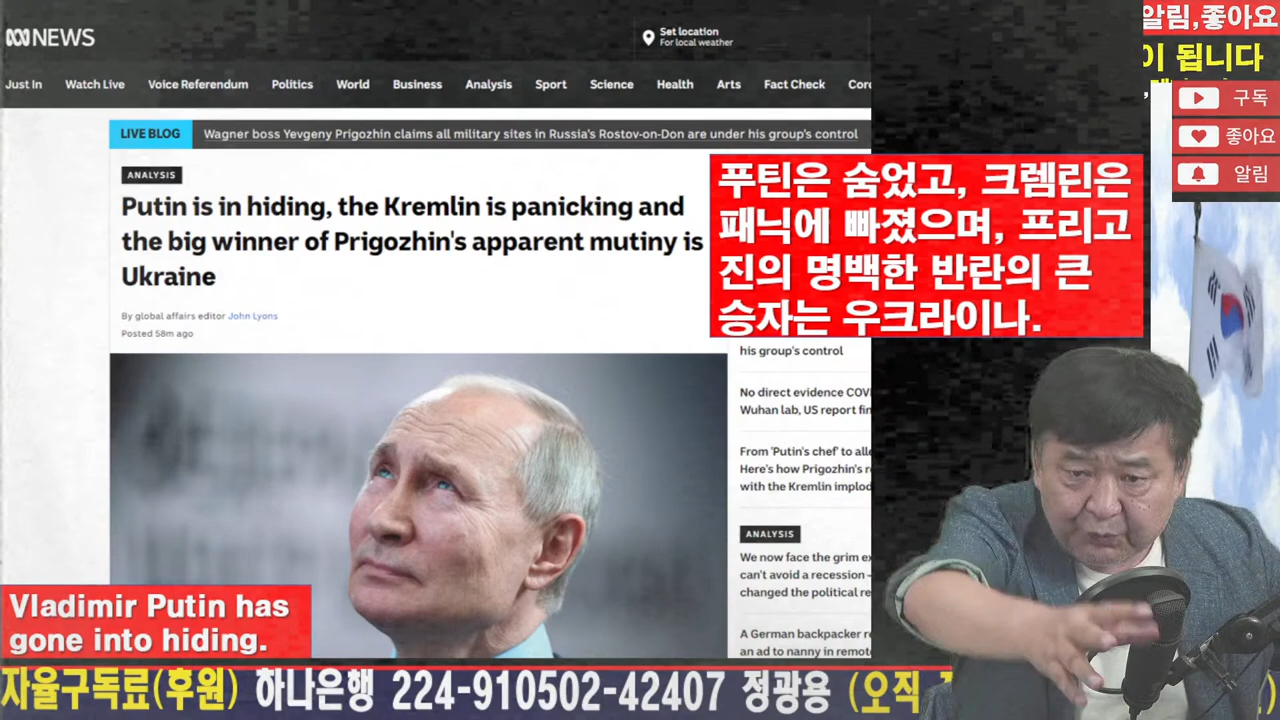 NEWS
Set location
For local weather
Just In Watch Live Voice Referendum Politics World Business Analysis Sport Science Health Arts Fact Check
LIVE BLOG Wagner boss Yevgeny Prigozhin claims all military sites in Russia's Rostov-on-Don are under his group's control
ANALYSIS
Putin is in hiding, the Kremlin is panicking and
the big winner of Prigozhin's apparent mutiny is
Ukraine
By global affairs editor John Lyons
Posted 58m ago
푸틴은 숨었고, 크렘린은
패닉에 빠졌으며, 프리고
진의 명백한 반란의 큰
승자는 우크라이나.
알림,좋아요
이 됩니다
구독
좋아요
알림
his group's control
No direct evidence
Wuhan lab, US report
From 'Putin's chef' to
Here's how Prigozhin's
with the Kremlin
ANALYSIS
We now face the grim
can't avoid a recession -
changed the political
A German backpacker
an ad to nanny in
Vladimir Putin has
gone into hiding.
자율구독료(후원) 하나은행 224-910502-42407 정광용 (오직